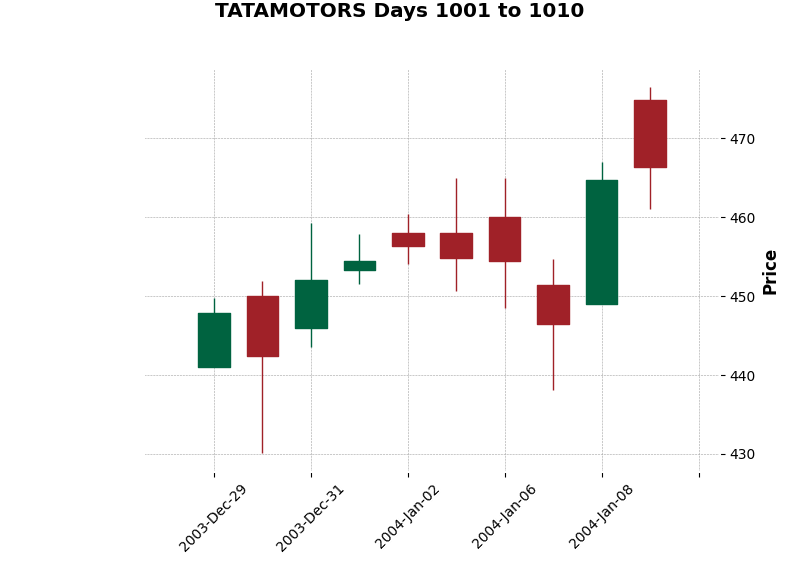 TATAMOTORS Days 1001 to 1010
470
460
450
440
430
Price
2003-Dec-29
2003-Dec-31
2004-Jan-02
2004-Jan-06
2004-Jan-08